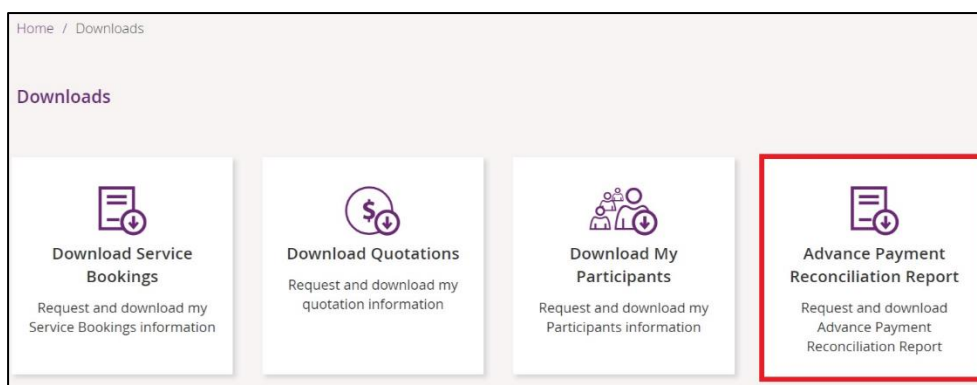 Home / Downloads
Downloads
Download Service
Bookings
Request and download my
Service Bookings information
$
Download Quotations
Request and download my
quotation information
Download My
Participants
Request and download my
Participants information
Advance Payment
Reconciliation Report
Request and download
Advance Payment
Reconciliation Report